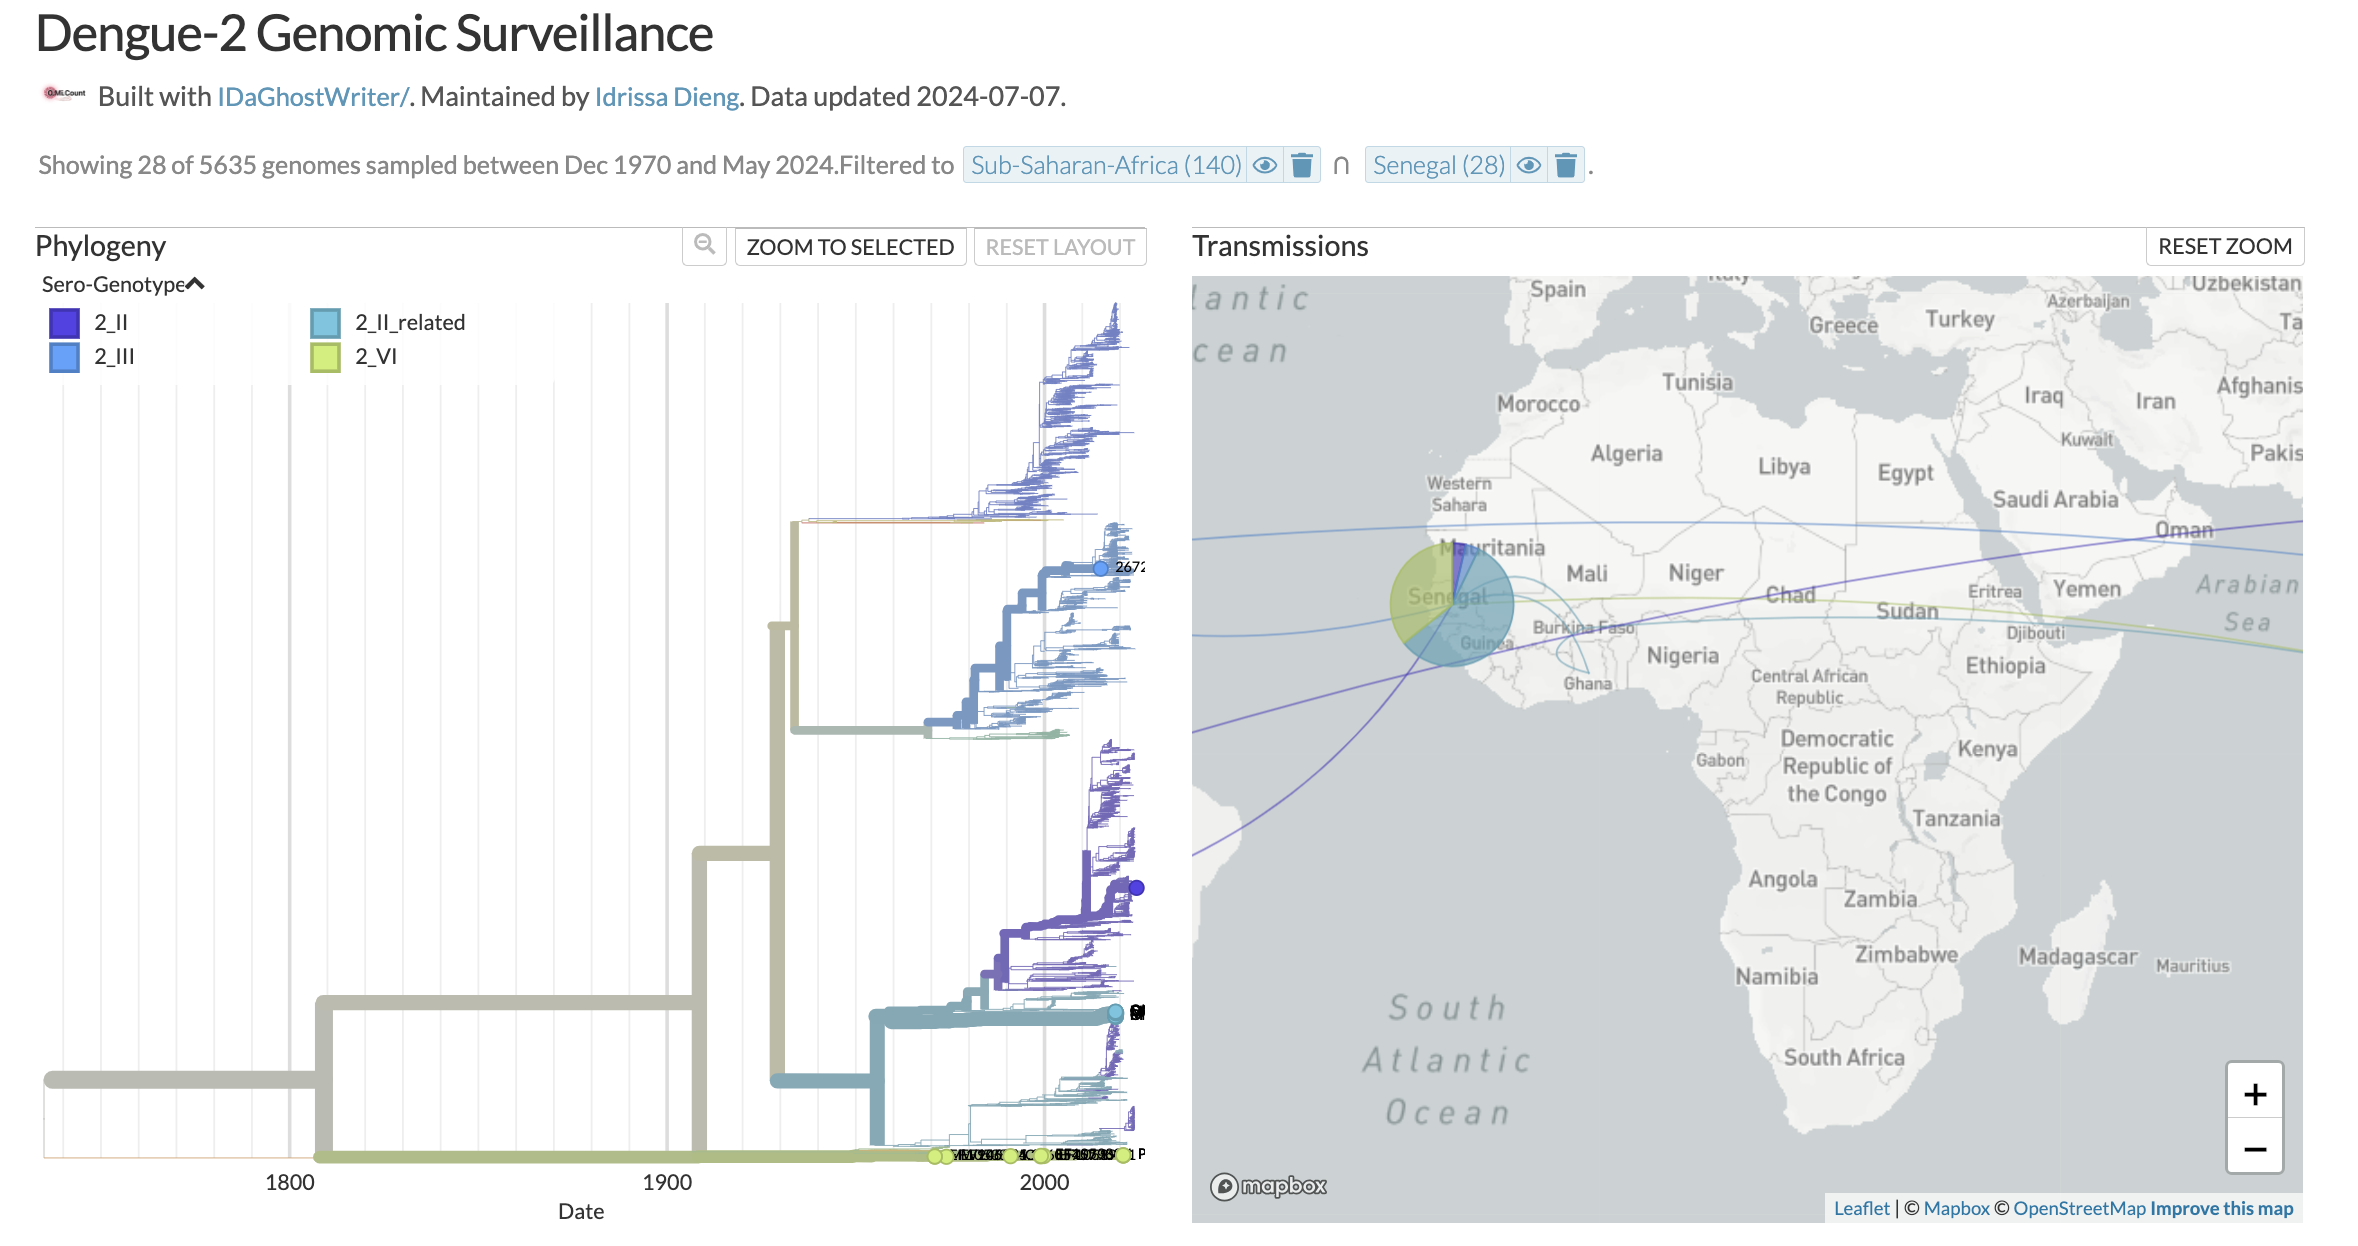 Dengue-2 Genomic Surveillance
Built with IDaGhostWriter/. Maintained by Idrissa Dieng. Data updated 2024-07-07.
Showing 28 of 5635 genomes sampled between Dec 1970 and May 2024.Filtered to Sub-Saharan-Africa (140) ∩ Senegal (28) .
Phylogeny
ZOOM TO SELECTED
RESET LAYOUT
Sero-Genotype
2_II
2_II_related
2_III
2_VI
2672
1800
1900
2000
Date
Transmissions
RESET ZOOM
lantic
cean
Spain
Italy
Greece
Turkey
Azerbaijan
Uzbekistan
Ta
Tunisia
Morocco
Algeria
Libya
Egypt
Iraq
Iran
Afghanis
Kuwait
Pakis
Western
Sahara
Saudi Arabia
Oman
Mauritania
Mali
Niger
Chad
Sudan
Eritrea
Yemen
Arabian
Sea
Senegal
Guinea
Burkina Faso
Djibouti
Ghana
Nigeria
Central African
Republic
Ethiopia
Gabon
Democratic
Republic of
the Congo
Kenya
Tanzania
Angola
Zambia
Namibia
Zimbabwe
Madagascar
Mauritius
South Africa
South
Atlantic
Ocean
+
−
mapbox
Leaflet | © Mapbox © OpenStreetMap Improve this map